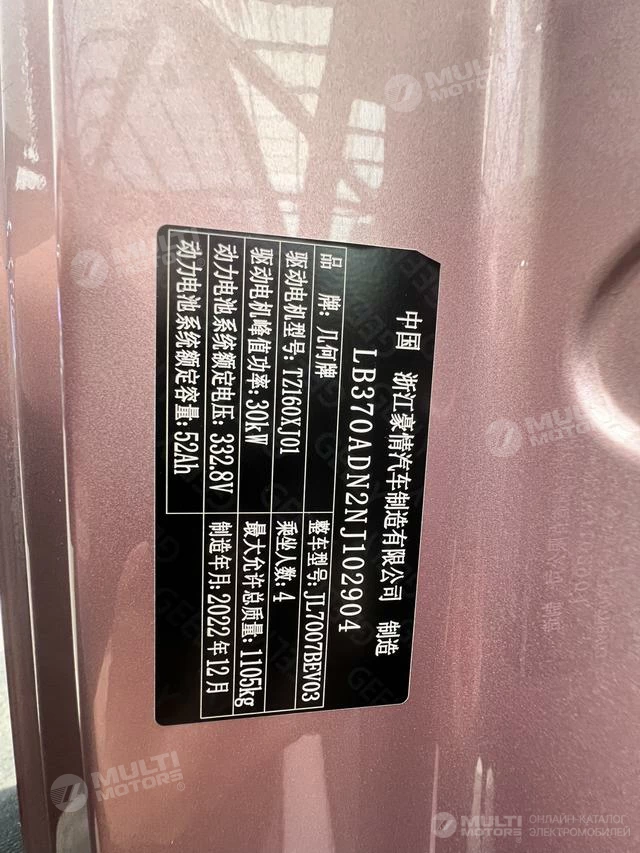 中国 浙江豪情汽车制造有限公司 制造
LB370ADN2NJ102904
品 牌: 几何牌 整车型号: JL7007BEV03
驱动电机型号: TZ160XJ01 乘坐人数: 4
驱动电机峰值功率: 30kW 最大允许总质量: 1105kg
动力电池系统额定电压: 332.8V 制造年月: 2022年12月
动力电池系统额定容量: 52Ah
MULTI MOTORS
MULTI MOTORS
MULTI MOTORS
MULTI MOTORS®
MULTI MOTORS® ОНЛАЙН-КАТАЛОГ ЭЛЕКТРОМОБИЛЕЙ